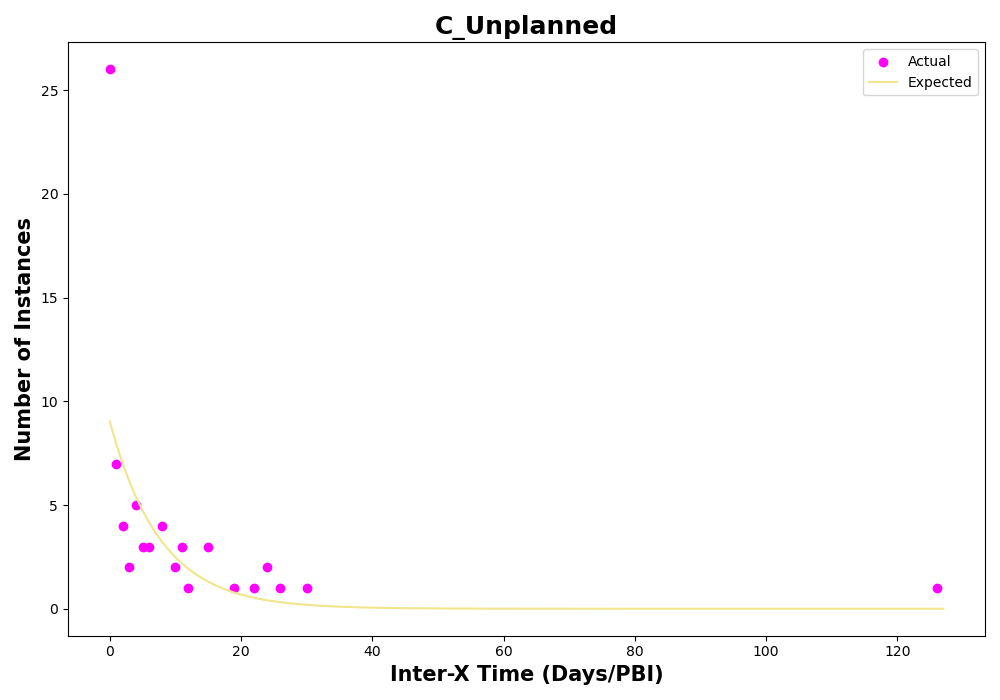 C_Unplanned
Actual
Expected
Number of Instances
25
20
15
10
5
0
0 20 40 60 80 100 120
Inter-X Time (Days/PBI)